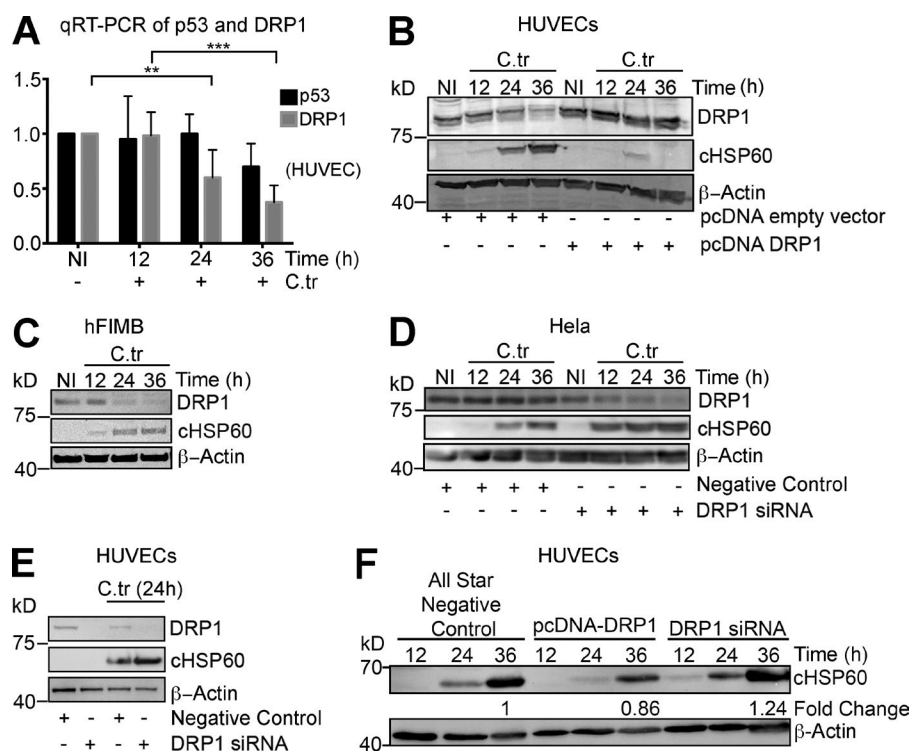 A qRT-PCR of p53 and DRP1
*** 
**
1.5
1.0
0.5
0.0
p53
DRP1
(HUVEC)
NI 12 24 36 Time (h)
- + + + C.tr
B HUVECs
C.tr C.tr
kD NI 12 24 36 NI 12 24 36 Time (h)
DRP1
75
cHSP60
β-Actin
40
+ + + + - - - - pcDNA empty vector
- - - - + + + + pcDNA DRP1
C hFIMB
C.tr
kD NI 12 24 36 Time (h)
DRP1
75
cHSP60
β-Actin
40
D Hela
C.tr C.tr
kD NI 12 24 36 NI 12 24 36 Time (h)
DRP1
75
cHSP60
β-Actin
40
+ + + + - - - - Negative Control
- - - - + + + + DRP1 siRNA
E HUVECs
C.tr (24h)
kD
DRP1
75
cHSP60
β-Actin
40
+ - + - Negative Control
- + - + DRP1 siRNA
F HUVECs
All Star
Negative
Control pcDNA-DRP1 DRP1 siRNA
kD 12 24 36 12 24 36 12 24 36 Time (h)
70
cHSP60
1 0.86 1.24 Fold Change
β-Actin
40